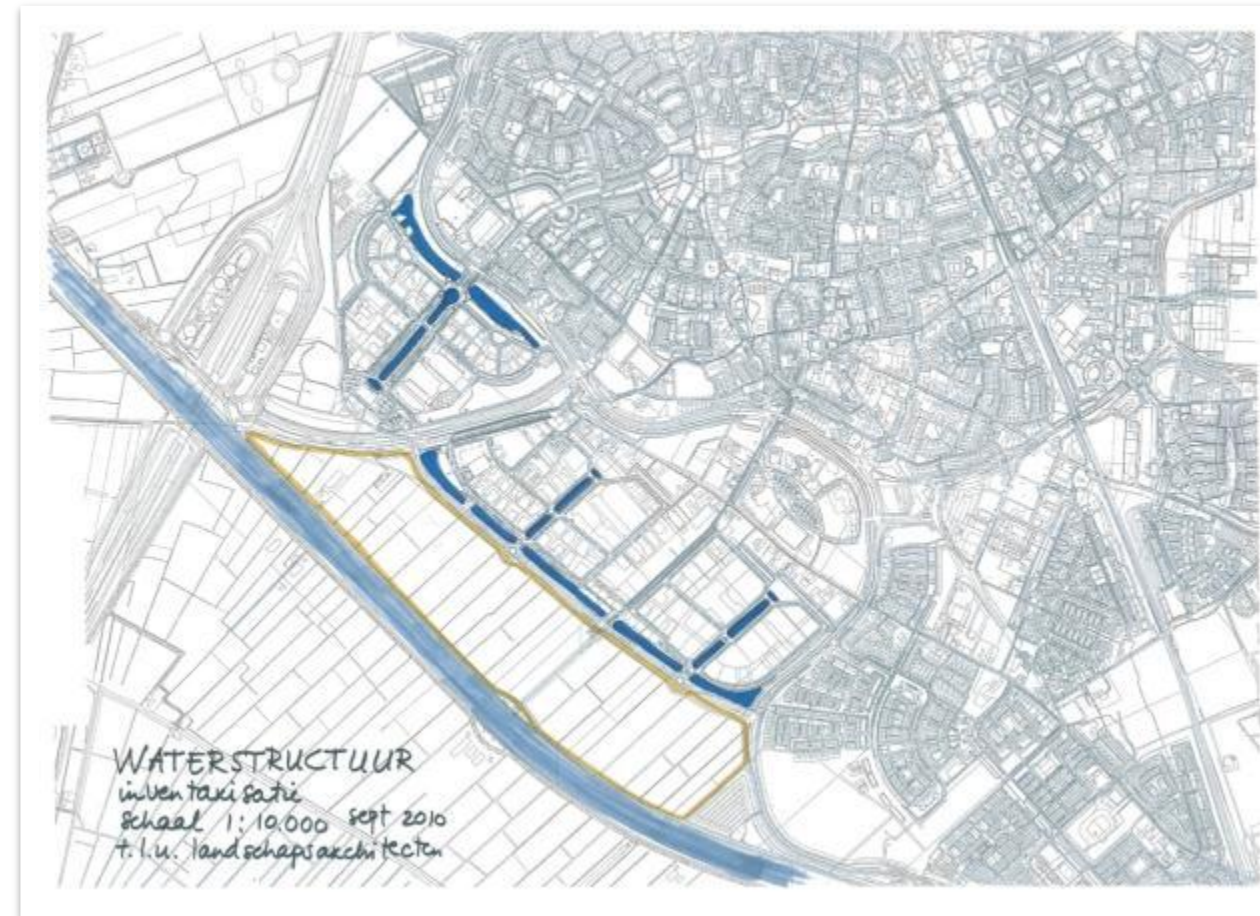 WATERSTRUCTUUR
inventarisatie
schaal 1:10.000 sept 2010
t.l.u. landschapsarchitecten